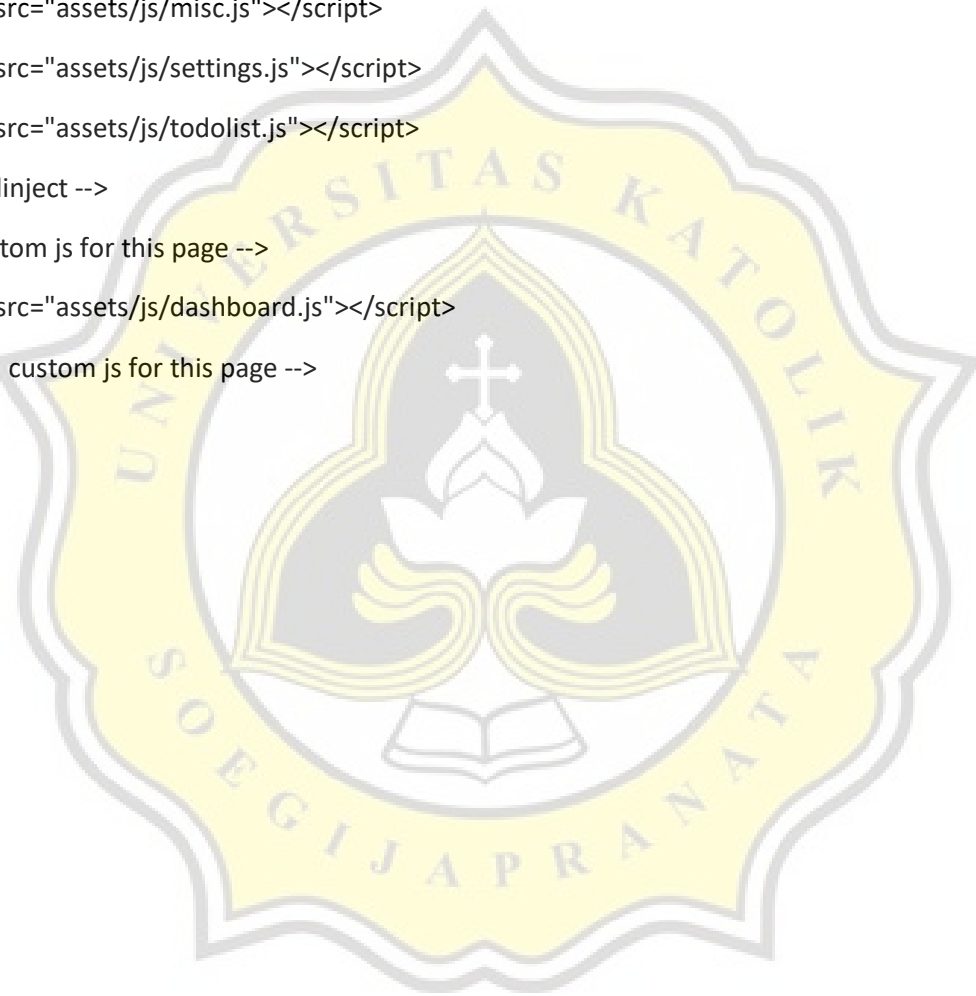 src="assets/js/misc.js"></script>
src="assets/js/settings.js"></script>
src="assets/js/todolist.js"></script>
inject -->
tom js for this page -->
src="assets/js/dashboard.js"></script>
custom js for this page -->
UNIVERSITAS KATOLIK
SOEGIJAPRANATA